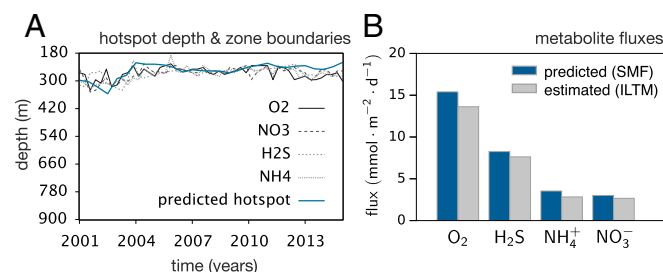 A
hotspot depth & zone boundaries
180
300
420
540
660
780
900
depth (m)
O2
NO3
H2S
NH4
predicted hotspot
2001 2004 2007 2010 2013
time (years)
B
metabolite fluxes
20
15
10
5
0
flux (mmol · m⁻² · d⁻¹)
predicted (SMF)
estimated (ILTM)
O₂ H₂S NH₄⁺ NO₃⁻